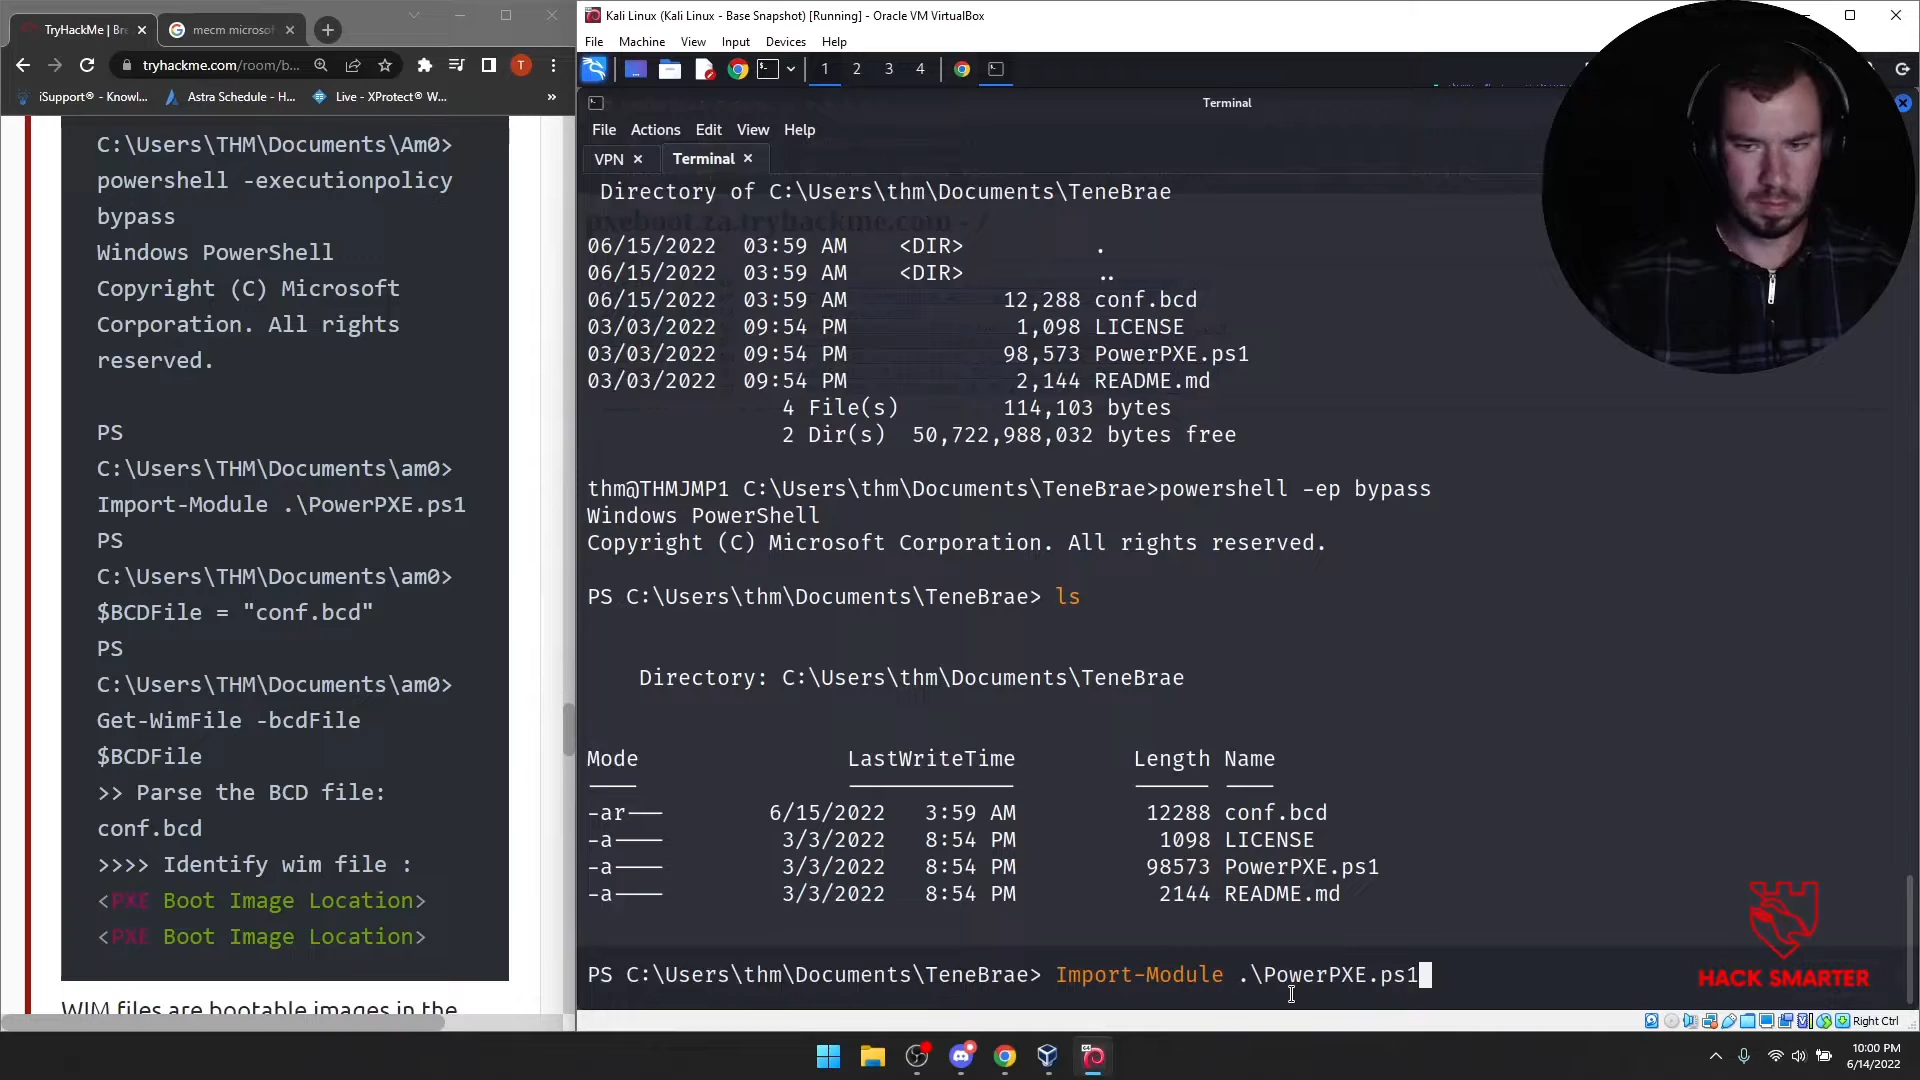 TryHackMe | Bre
mecm microsof
tryhackme.com/room/b...
T
iSupport® - Knowl...
Astra Schedule - H...
Live - XProtect® W...
»
C:\Users\THM\Documents\Am0>
powershell -executionpolicy
bypass
Windows PowerShell
Copyright (C) Microsoft
Corporation. All rights
reserved.
PS
C:\Users\THM\Documents\am0>
Import-Module .\PowerPXE.ps1
PS
C:\Users\THM\Documents\am0>
$BCDFile = "conf.bcd"
PS
C:\Users\THM\Documents\am0>
Get-WimFile -bcdFile
$BCDFile
>> Parse the BCD file:
conf.bcd
>>>> Identify wim file :
<PXE Boot Image Location>
<PXE Boot Image Location>
WIM files are bootable images in the
Kali Linux (Kali Linux - Base Snapshot) [Running] - Oracle VM VirtualBox
File Machine View Input Devices Help
1 2 3 4
Terminal
File Actions Edit View Help
VPN Terminal
Directory of C:\Users\thm\Documents\TeneBrae
pxeboot.za.tryhackme.com - /
06/15/2022 03:59 AM <DIR> .
06/15/2022 03:59 AM <DIR> ..
06/15/2022 03:59 AM 12,288 conf.bcd
03/03/2022 09:54 PM 1,098 LICENSE
03/03/2022 09:54 PM 98,573 PowerPXE.ps1
03/03/2022 09:54 PM 2,144 README.md
4 File(s) 114,103 bytes
2 Dir(s) 50,722,988,032 bytes free
thm@THMJMP1 C:\Users\thm\Documents\TeneBrae>powershell -ep bypass
Windows PowerShell
Copyright (C) Microsoft Corporation. All rights reserved.
PS C:\Users\thm\Documents\TeneBrae> ls
Directory: C:\Users\thm\Documents\TeneBrae
Mode LastWriteTime Length Name
---- ------------- ------ ----
-ar--- 6/15/2022 3:59 AM 12288 conf.bcd
-a---- 3/3/2022 8:54 PM 1098 LICENSE
-a---- 3/3/2022 8:54 PM 98573 PowerPXE.ps1
-a---- 3/3/2022 8:54 PM 2144 README.md
PS C:\Users\thm\Documents\TeneBrae> Import-Module .\PowerPXE.ps1
HACK SMARTER
Right Ctrl
10:00 PM
6/14/2022